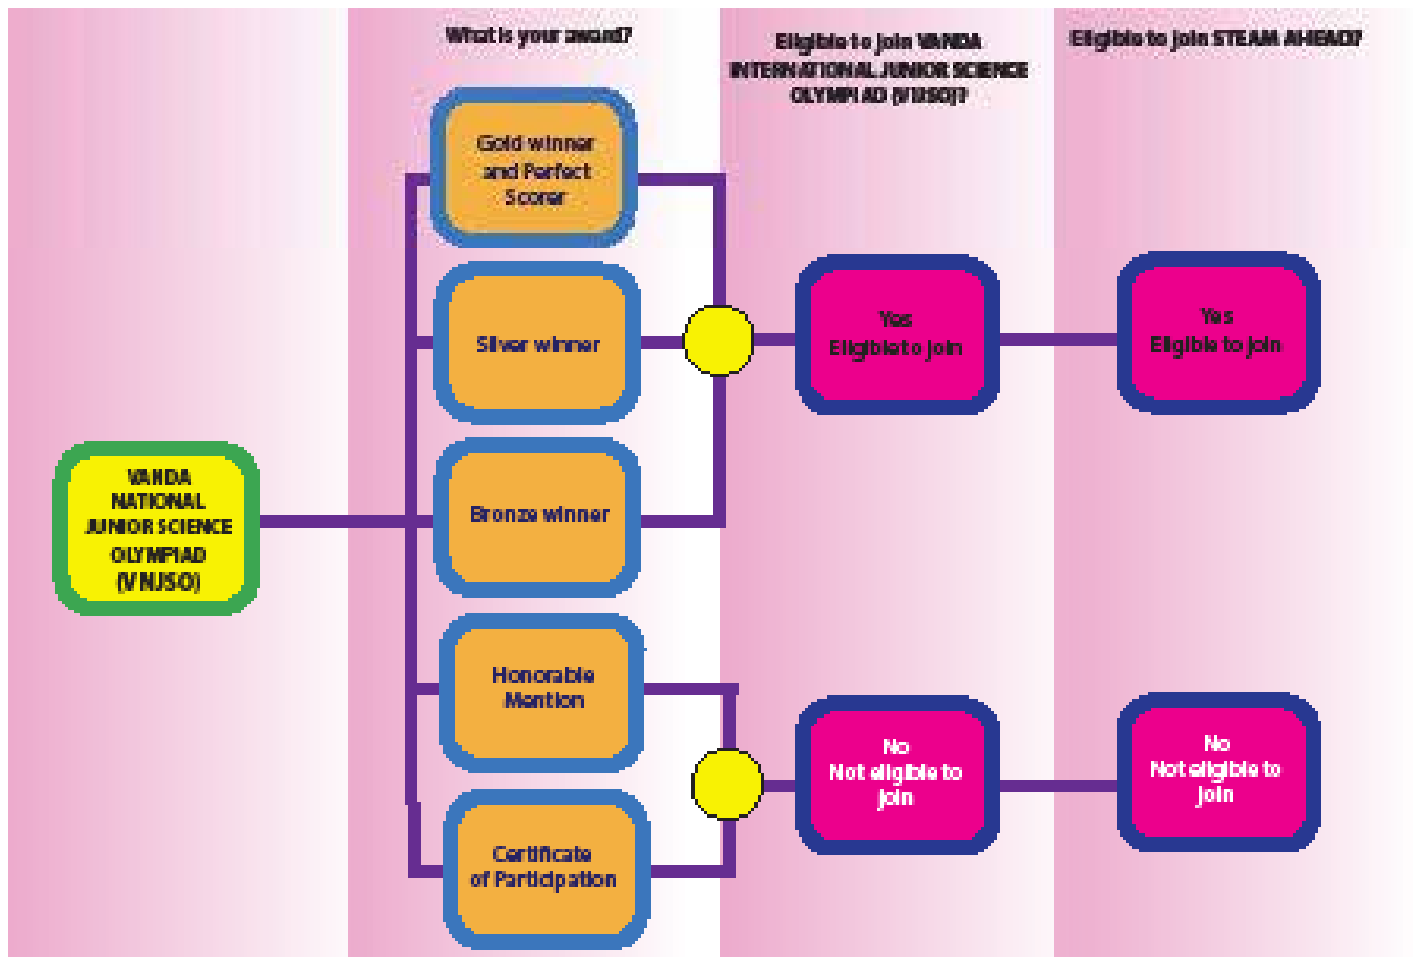 What is your award?
Eligible to join VANDA
INTERNATIONAL JUNIOR SCIENCE
OLYMPIAD (VIJSO)?
Eligible to join STEAM AHEAD?
Gold winner
and Perfect
Scorer
Silver winner
Bronze winner
Honorable
Mention
Certificate
of Participation
VANDA
NATIONAL
JUNIOR SCIENCE
OLYMPIAD
(VNJSO)
Yes
Eligible to join
Yes
Eligible to join
No
Not eligible to
join
No
Not eligible to
join